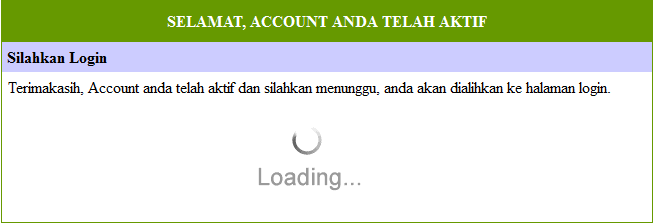 SELAMAT, ACCOUNT ANDA TELAH AKTIF
Silahkan Login
Terimakasih, Account anda telah aktif dan silahkan menunggu, anda akan dialihkan ke halaman login.
Loading...